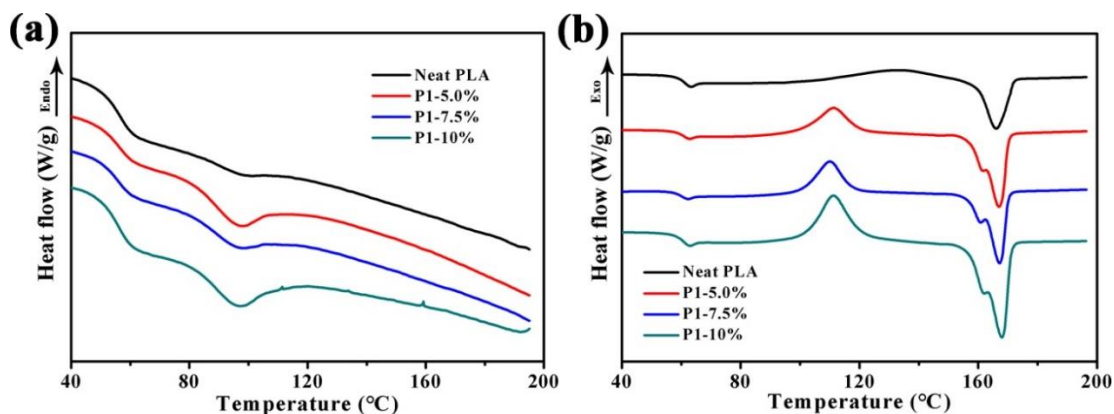 (a)
Heat flow (W/g)
Endo
Neat PLA
P1-5.0%
P1-7.5%
P1-10%
40 80 120 160 200
Temperature (°C)
(b)
Heat flow (W/g)
Exo
Neat PLA
P1-5.0%
P1-7.5%
P1-10%
40 80 120 160 200
Temperature (°C)